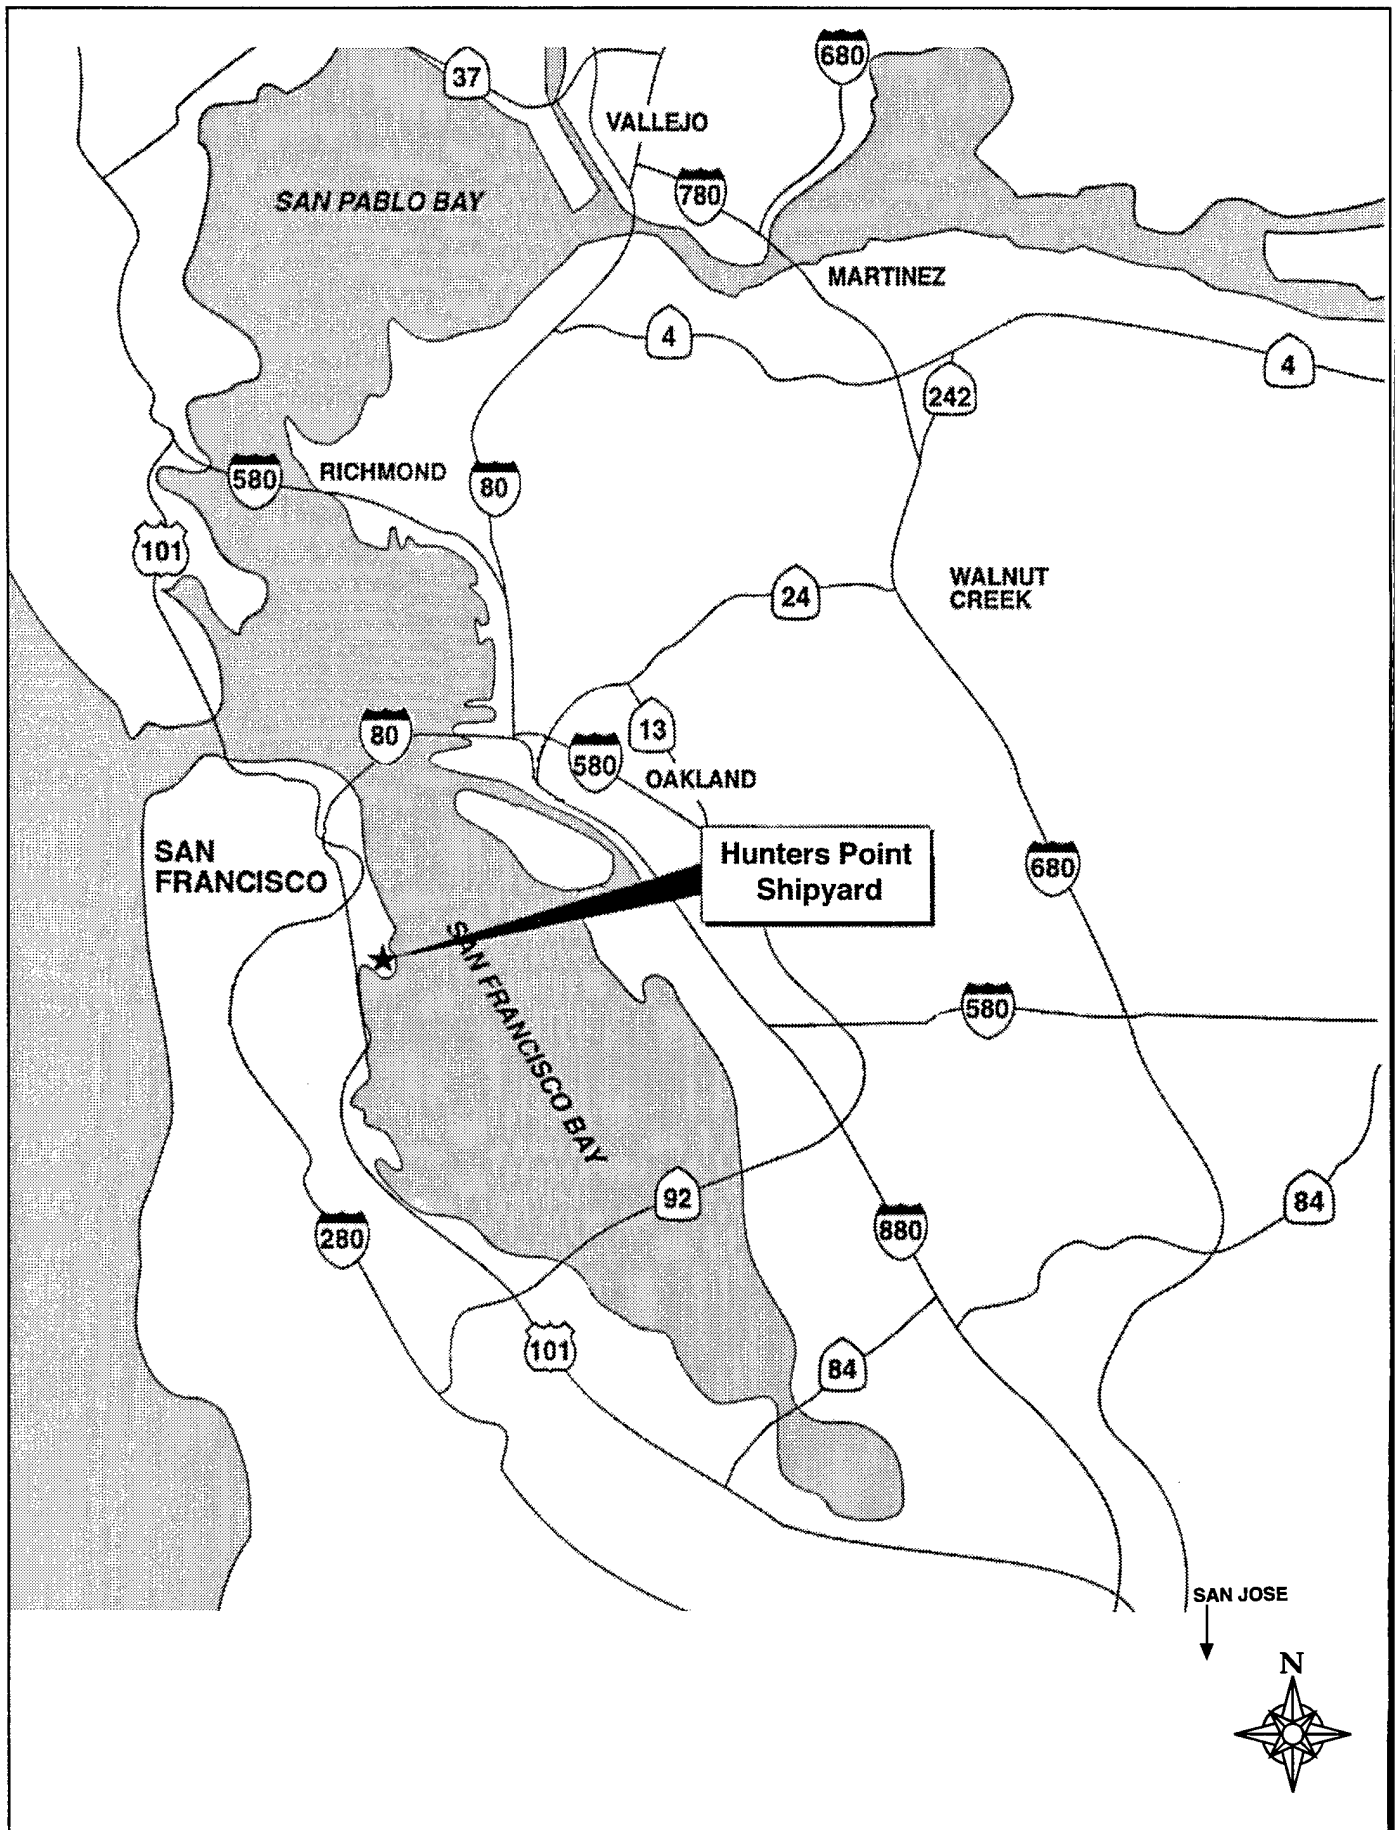 680
37
VALLEJO
780
SAN PABLO BAY
MARTINEZ
4
4
242
RICHMOND
580
80
101
24
WALNUT
CREEK
13
80
580
OAKLAND
SAN
FRANCISCO
Hunters Point
Shipyard
680
SAN FRANCISCO BAY
580
92
84
280
880
101
84
SAN JOSE
N